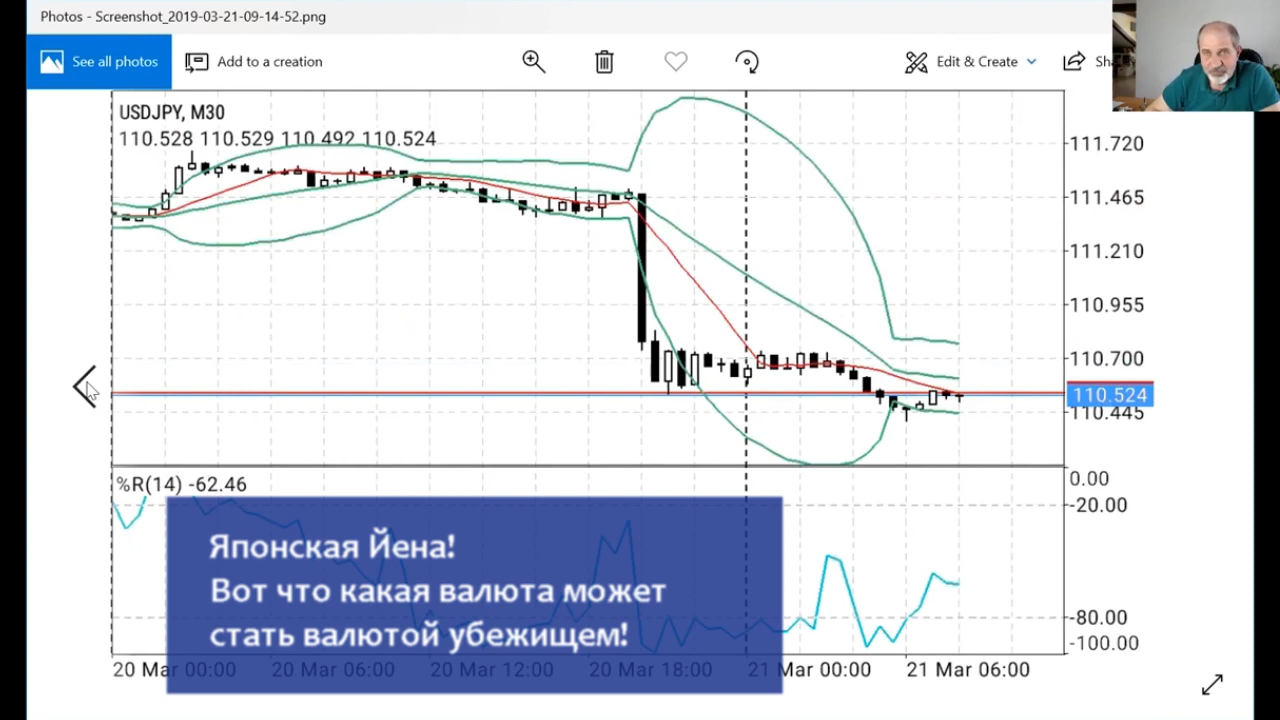 Photos - Screenshot_2019-03-21-09-14-52.png
See all photos
Add to a creation
Edit & Create
USDJPY, M30
110.528 110.529 110.492 110.524
111.720
111.465
111.210
110.955
110.700
110.524
110.445
%R(14) -62.46
0.00
-20.00
-80.00
-100.00
Японская Йена!
Вот что какая валюта может
стать валютой убежищем!
20 Mar 00:00 20 Mar 06:00 20 Mar 12:00 20 Mar 18:00 21 Mar 00:00 21 Mar 06:00